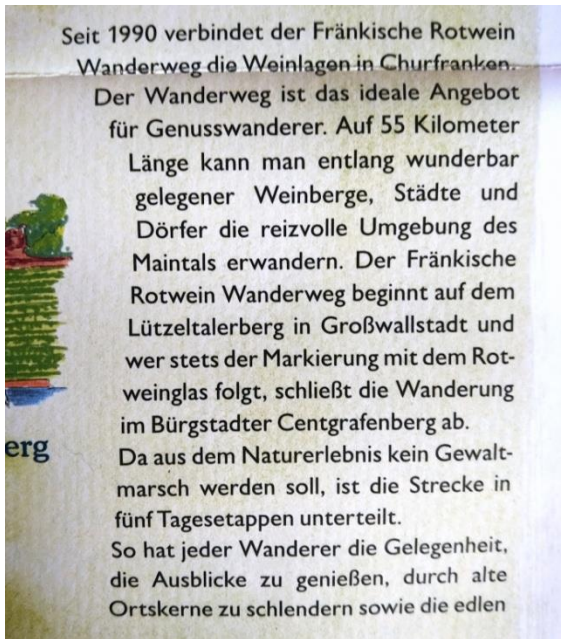 Seit 1990 verbindet der Fränkische Rotwein
Wanderweg die Weinlagen in Churfranken.
Der Wanderweg ist das ideale Angebot
für Genusswanderer. Auf 55 Kilometer
Länge kann man entlang wunderbar
gelegener Weinberge, Städte und
Dörfer die reizvolle Umgebung des
Maintals erwandern. Der Fränkische
Rotwein Wanderweg beginnt auf dem
Lützeltalerberg in Großwallstadt und
wer stets der Markierung mit dem Rot-
weinglas folgt, schließt die Wanderung
im Bürgstadter Centgrafenberg ab.
erg
Da aus dem Naturerlebnis kein Gewalt-
marsch werden soll, ist die Strecke in
fünf Tagesetappen unterteilt.
So hat jeder Wanderer die Gelegenheit,
die Ausblicke zu genießen, durch alte
Ortskerne zu schlendern sowie die edlen